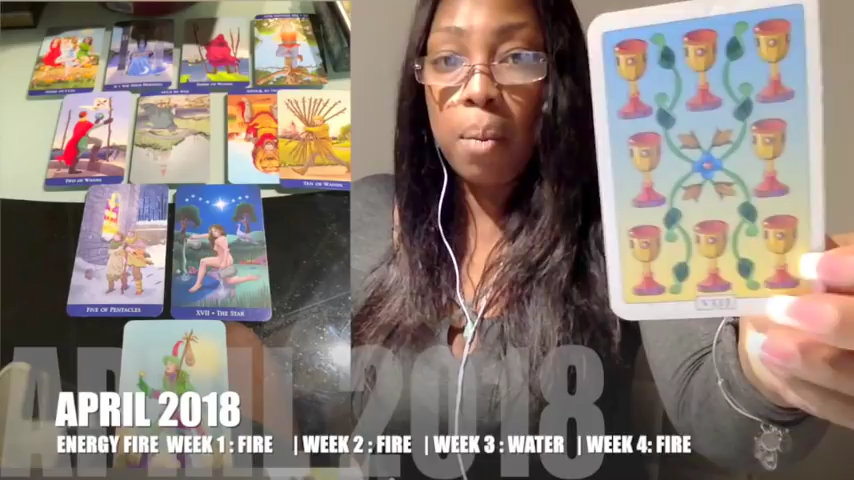 TWO OF WANDS
TEN OF WANDS
FIVE OF PENTACLES
XVII • THE STAR
APRIL 2018
APRIL 2018
ENERGY FIRE WEEK 1 : FIRE | WEEK 2 : FIRE | WEEK 3 : WATER | WEEK 4: FIRE